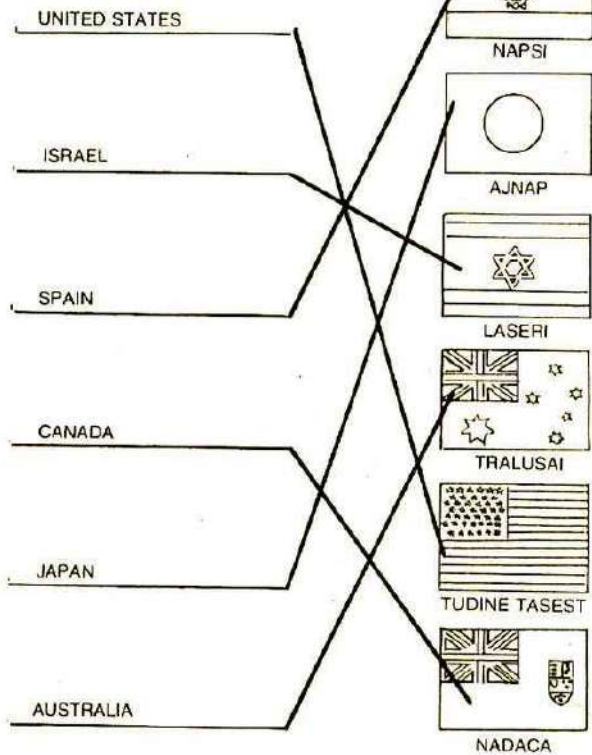 UNITED STATES
NAPSI
ISRAEL
AJNAP
SPAIN
LASERI
CANADA
TRALUSAI
JAPAN
TUDINE TASEST
AUSTRALIA
NADACA